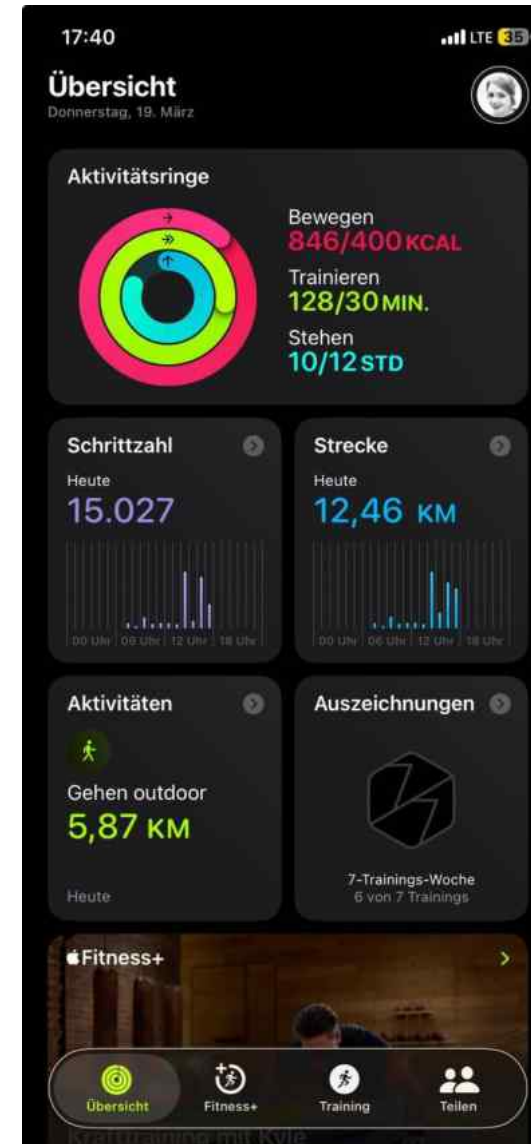 17:40
LTE 35
Übersicht
Donnerstag, 19. März
Aktivitätsringe
Bewegen
846/400 KCAL
Trainieren
128/30 MIN.
Stehen
10/12 STD
Schrittzahl
Heute
15.027
00 Uhr 06 Uhr 12 Uhr 18 Uhr
Strecke
Heute
12,46 KM
00 Uhr 06 Uhr 12 Uhr 18 Uhr
Aktivitäten
Gehen outdoor
5,87 KM
Heute
Auszeichnungen
7-Trainings-Woche
6 von 7 Trainings
Fitness+
Krafttraining mit Kyle
Übersicht
Fitness+
Training
Teilen